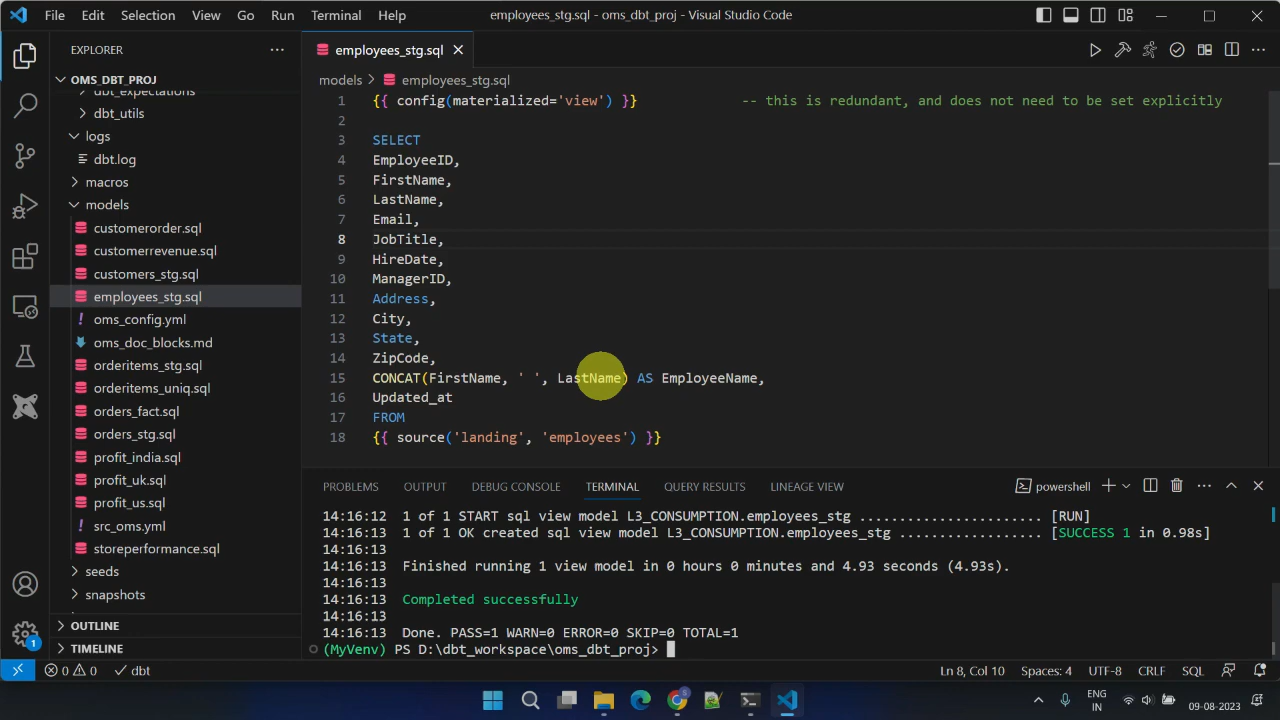 File Edit Selection View Go Run Terminal Help employees_stg.sql - oms_dbt_proj - Visual Studio Code
EXPLORER
OMS_DBT_PROJ
dbt_expectations
dbt_utils
logs
dbt.log
macros
models
customerorder.sql
customerrevenue.sql
customers_stg.sql
employees_stg.sql
oms_config.yml
oms_doc_blocks.md
orderitems_stg.sql
orderitems_uniq.sql
orders_fact.sql
orders_stg.sql
profit_india.sql
profit_uk.sql
profit_us.sql
src_oms.yml
storeperformance.sql
seeds
snapshots
OUTLINE
TIMELINE
employees_stg.sql
models > employees_stg.sql
1 {{ config(materialized='view') }} -- this is redundant, and does not need to be set explicitly
2
3 SELECT
4 EmployeeID,
5 FirstName,
6 LastName,
7 Email,
8 JobTitle,
9 HireDate,
10 ManagerID,
11 Address,
12 City,
13 State,
14 ZipCode,
15 CONCAT(FirstName, ' ', LastName) AS EmployeeName,
16 Updated_at
17 FROM
18 {{ source('landing', 'employees') }}
PROBLEMS OUTPUT DEBUG CONSOLE TERMINAL QUERY RESULTS LINEAGE VIEW powershell
14:16:12 1 of 1 START sql view model L3_CONSUMPTION.employees_stg ....................... [RUN]
14:16:13 1 of 1 OK created sql view model L3_CONSUMPTION.employees_stg .................. [SUCCESS 1 in 0.98s]
14:16:13
14:16:13 Finished running 1 view model in 0 hours 0 minutes and 4.93 seconds (4.93s).
14:16:13
14:16:13 Completed successfully
14:16:13
14:16:13 Done. PASS=1 WARN=0 ERROR=0 SKIP=0 TOTAL=1
(MyVenv) PS D:\dbt_workspace\oms_dbt_proj>
1
0 0 dbt Ln 8, Col 10 Spaces: 4 UTF-8 CRLF SQL
ENG
IN
09-08-2023